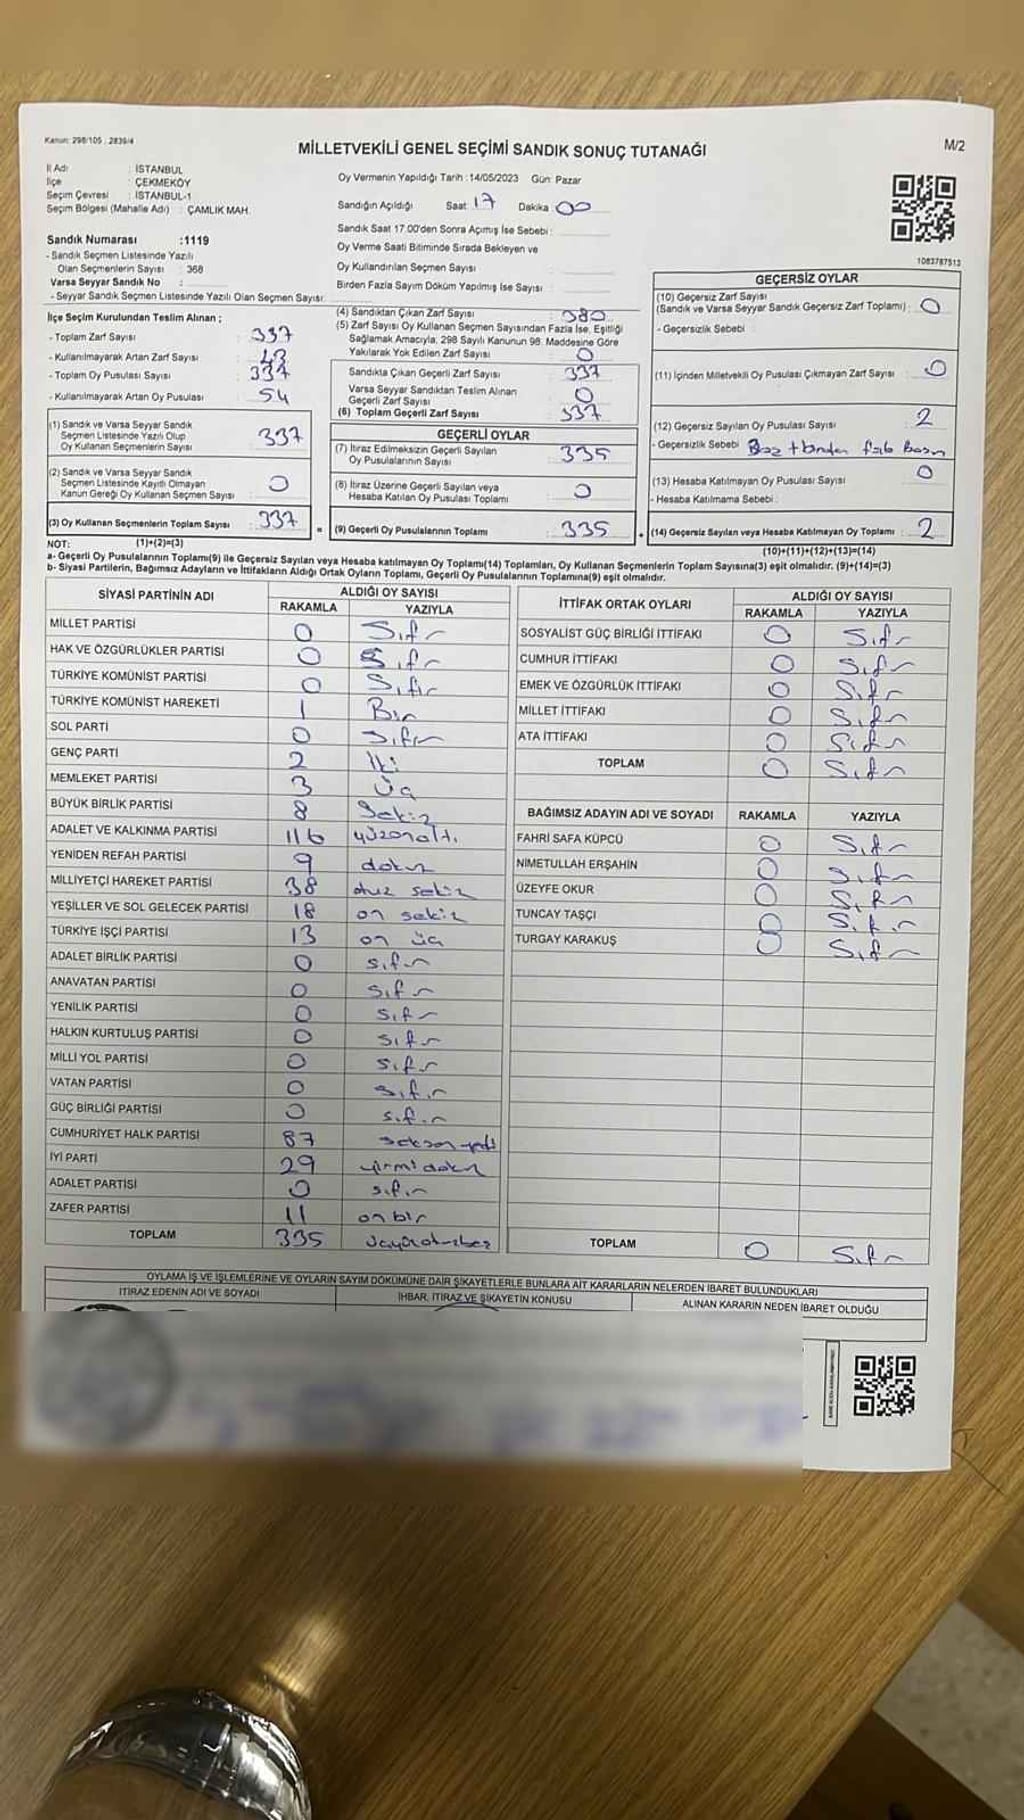 Kanun: 298/105 , 2839/4
MİLLETVEKİLİ GENEL SEÇİMİ SANDIK SONUÇ TUTANAĞI
M/2
İl Adı : İSTANBUL
İlçe : ÇEKMEKÖY
Seçim Çevresi : İSTANBUL-1
Seçim Bölgesi (Mahalle Adı) : ÇAMLIK MAH.
Oy Vermenin Yapıldığı Tarih :14/05/2023 Gün: Pazar
Sandığın Açıldığı Saat 17 Dakika 00
Sandık Saat 17.00'den Sonra Açımış İse Sebebi :
Oy Verme Saati Bitiminde Sırada Bekleyen ve
Oy Kullandırılan Seçmen Sayısı :
Birden Fazla Sayım Döküm Yapılmış İse Sayısı :
1083787513
Sandık Numarası :1119
- Sandık Seçmen Listesinde Yazılı
Olan Seçmenlerin Sayısı : 368
Varsa Seyyar Sandık No :
- Seyyar Sandık Seçmen Listesinde Yazılı Olan Seçmen Sayısı:
İlçe Seçim Kurulundan Teslim Alınan ;
- Toplam Zarf Sayısı : 337
- Kullanılmayarak Artan Zarf Sayısı : 43
- Toplam Oy Pusulası Sayısı : 337
- Kullanılmayarak Artan Oy Pusulası : 54
(1) Sandık ve Varsa Seyyar Sandık
Seçmen Listesinde Yazılı Olup
Oy Kullanan Seçmenlerin Sayısı : 337
(2) Sandık ve Varsa Seyyar Sandık
Seçmen Listesinde Kayıtlı Olmayan
Kanun Gereği Oy Kullanan Seçmen Sayısı : 0
(3) Oy Kullanan Seçmenlerin Toplam Sayısı : 337
(1)+(2)=(3)
(4) Sandıktan Çıkan Zarf Sayısı : 380
(5) Zarf Sayısı Oy Kullanan Seçmen Sayısından Fazla İse, Eşitliği
Sağlamak Amacıyla, 298 Sayılı Kanunun 98. Maddesine Göre
Yakılarak Yok Edilen Zarf Sayısı : 0
Sandıkta Çıkan Geçerli Zarf Sayısı : 337
Varsa Seyyar Sandıktan Teslim Alınan
Geçerli Zarf Sayısı : 0
(6) Toplam Geçerli Zarf Sayısı : 337
GEÇERLİ OYLAR
(7) İtiraz Edilmeksizin Geçerli Sayılan
Oy Pusulalarının Sayısı : 335
(8) İtiraz Üzerine Geçerli Sayılan veya
Hesaba Katılan Oy Pusulası Toplamı : 0
= (9) Geçerli Oy Pusulalarının Toplamı : 335
GEÇERSİZ OYLAR
(10) Geçersiz Zarf Sayısı
(Sandık ve Varsa Seyyar Sandık Geçersiz Zarf Toplamı) : 0
- Geçersizlik Sebebi :
(11) İçinden Milletvekili Oy Pusulası Çıkmayan Zarf Sayısı : 0
(12) Geçersiz Sayılan Oy Pusulası Sayısı : 2
- Geçersizlik Sebebi
(13) Hesaba Katılmayan Oy Pusulası Sayısı : 0
- Hesaba Katılmama Sebebi :
+ (14) Geçersiz Sayılan veya Hesaba Katılmayan Oy Toplamı : 2
(10)+(11)+(12)+(13)=(14)
NOT:
a- Geçerli Oy Pusulalarının Toplamı(9) ile Geçersiz Sayılan veya Hesaba katılmayan Oy Toplamı(14) Toplamları, Oy Kullanan Seçmenlerin Toplam Sayısına(3) eşit olmalıdır. (9)+(14)=(3)
b- Siyasi Partilerin, Bağımsız Adayların ve İttifakların Aldığı Ortak Oyların Toplamı, Geçerli Oy Pusulalarının Toplamına(9) eşit olmalıdır.
SİYASİ PARTİNİN ADI ALDIĞI OY SAYISI
RAKAMLA YAZIYLA
MİLLET PARTİSİ 0 Sıfır
HAK VE ÖZGÜRLÜKLER PARTİSİ 0 Sıfır
TÜRKİYE KOMÜNİST PARTİSİ 0 Sıfır
TÜRKİYE KOMÜNİST HAREKETİ 1 Bir
SOL PARTİ 0 Sıfır
GENÇ PARTİ 2 İki
MEMLEKET PARTİSİ 3 Üç
BÜYÜK BİRLİK PARTİSİ 8 Sekiz
ADALET VE KALKINMA PARTİSİ 116 yüzonaltı
YENİDEN REFAH PARTİSİ 9 dokuz
MİLLİYETÇİ HAREKET PARTİSİ 38 otuz sekiz
YEŞİLLER VE SOL GELECEK PARTİSİ 18 on sekiz
TÜRKİYE İŞÇİ PARTİSİ 13 on üç
ADALET BİRLİK PARTİSİ 0 sıfır
ANAVATAN PARTİSİ 0 sıfır
YENİLİK PARTİSİ 0 sıfır
HALKIN KURTULUŞ PARTİSİ 0 sıfır
MİLLİ YOL PARTİSİ 0 sıfır
VATAN PARTİSİ 0 sıfır
GÜÇ BİRLİĞİ PARTİSİ 0 sıfır
CUMHURİYET HALK PARTİSİ 87 seksen yedi
İYİ PARTİ 29 yirmi dokuz
ADALET PARTİSİ 0 sıfır
ZAFER PARTİSİ 11 onbir
TOPLAM 335 üçyüzotuzbeş
İTTİFAK ORTAK OYLARI ALDIĞI OY SAYISI
RAKAMLA YAZIYLA
SOSYALİST GÜÇ BİRLİĞİ İTTİFAKI 0 Sıfır
CUMHUR İTTİFAKI 0 Sıfır
EMEK VE ÖZGÜRLÜK İTTİFAKI 0 Sıfır
MİLLET İTTİFAKI 0 Sıfır
ATA İTTİFAKI 0 Sıfır
TOPLAM 0 Sıfır
BAĞIMSIZ ADAYIN ADI VE SOYADI RAKAMLA YAZIYLA
FAHRİ SAFA KÜPCÜ 0 Sıfır
NİMETULLAH ERŞAHİN 0 Sıfır
ÜZEYFE OKUR 0 Sıfır
TUNCAY TAŞÇI 0 Sıfır
TURGAY KARAKUŞ 0 Sıfır
TOPLAM 0 Sıfır
OYLAMA İŞ VE İŞLEMLERİNE VE OYLARIN SAYIM DÖKÜMÜNE DAİR ŞİKAYETLERLE BUNLARA AİT KARARLARIN NELERDEN İBARET BULUNDUKLARI
İTİRAZ EDENİN ADI VE SOYADI İHBAR, İTİRAZ VE ŞİKAYETİN KONUSU ALINAN KARARIN NEDEN İBARET OLDUĞU